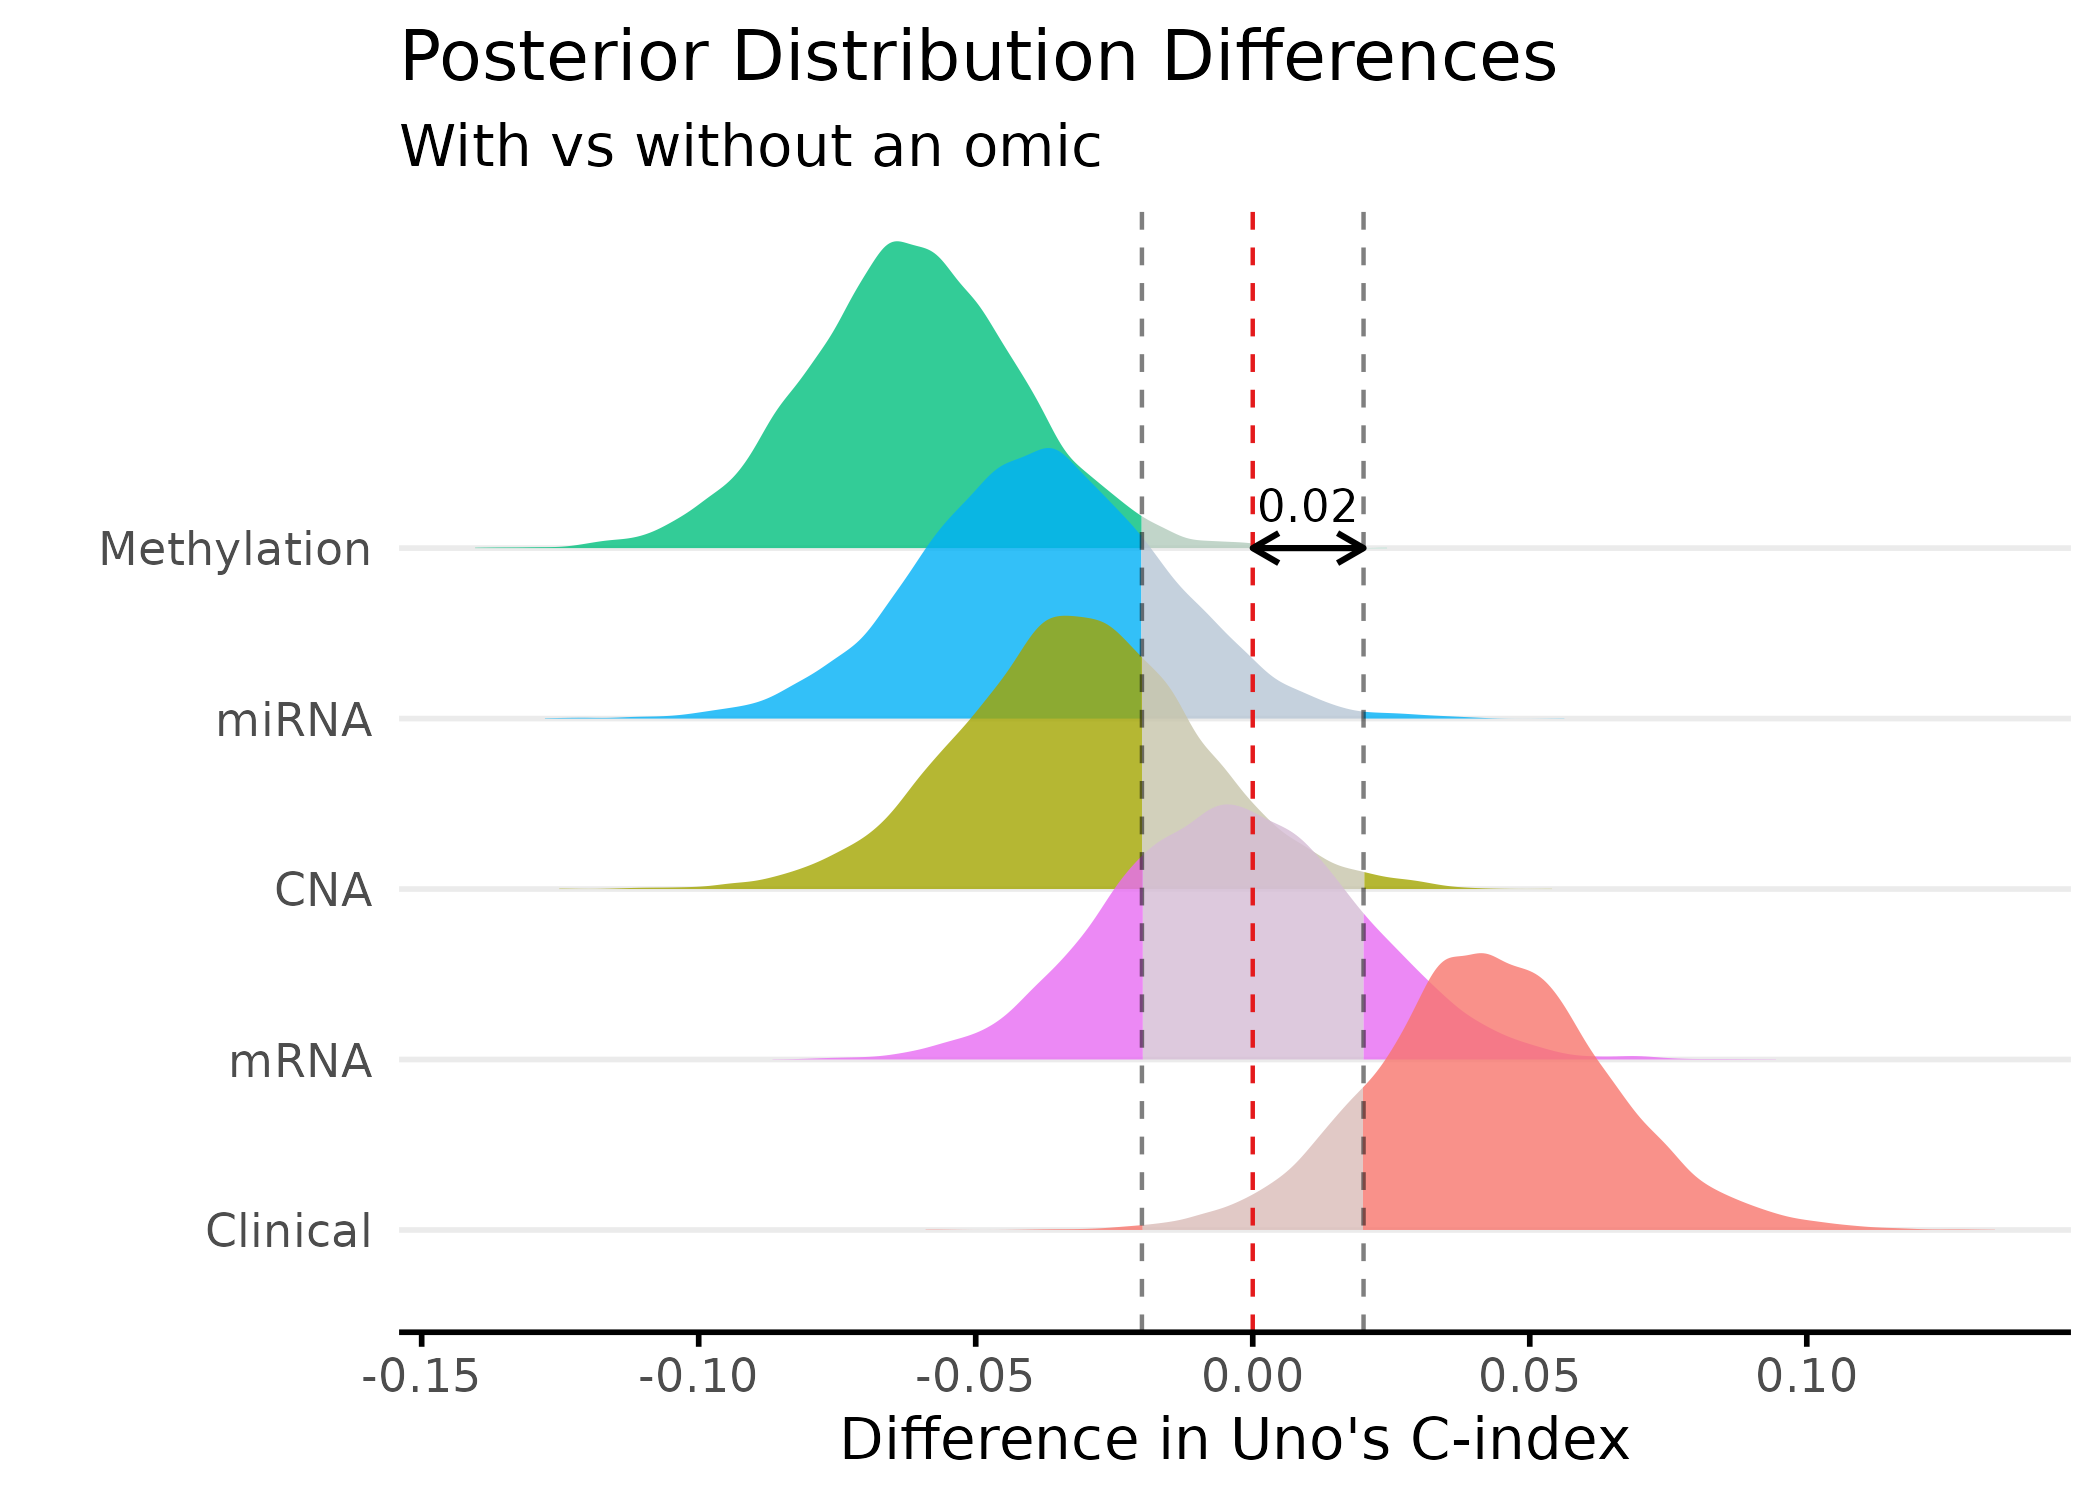 Posterior Distribution Differences
With vs without an omic
0.02
Methylation
miRNA
CNA
mRNA
Clinical
-0.15 -0.10 -0.05 0.00 0.05 0.10
Difference in Uno's C-index